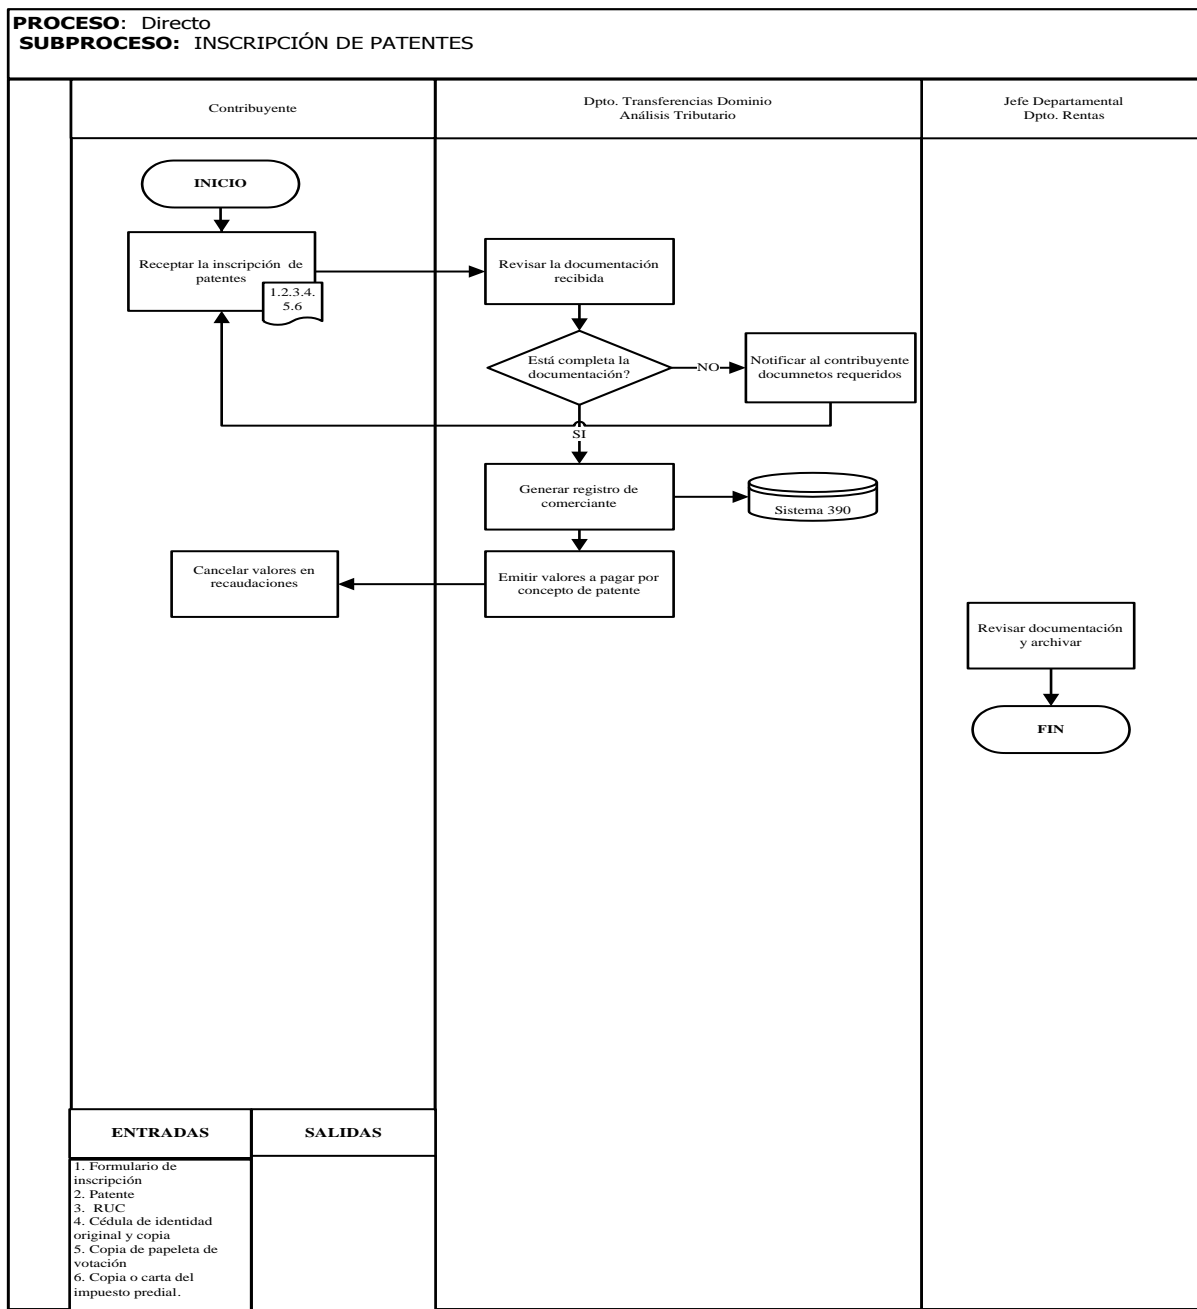 PROCESO: Directo
SUBPROCESO: INSCRIPCIÓN DE PATENTES
Contribuyente
Dpto. Transferencias Dominio
Análisis Tributario
Jefe Departamental
Dpto. Rentas
INICIO
Receptar la inscripción de
patentes
1.2.3.4.
5.6
Revisar la documentación
recibida
Está completa la
documentación?
NO
Notificar al contribuyente
documnetos requeridos
SI
Generar registro de
comerciante
Sistema 390
Emitir valores a pagar por
concepto de patente
Cancelar valores en
recaudaciones
Revisar documentación
y archivar
FIN
ENTRADAS
SALIDAS
1. Formulario de
inscripción
2. Patente
3. RUC
4. Cédula de identidad
original y copia
5. Copia de papeleta de
votación
6. Copia o carta del
impuesto predial.